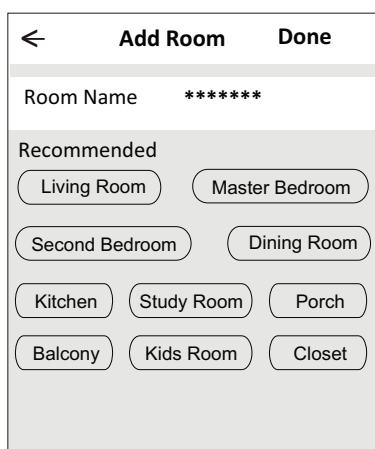 ← Add Room Done
Room Name *******
Recommended
Living Room Master Bedroom
Second Bedroom Dining Room
Kitchen Study Room Porch
Balcony Kids Room Closet